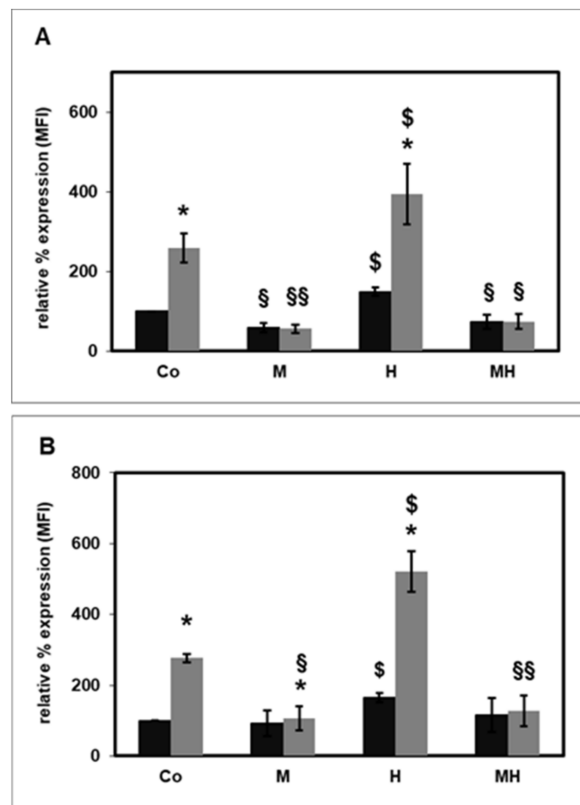 A
relative % expression (MFI)
600
400
200
0
*
§
§§
$
$
*
§
§
Co
M
H
MH
B
relative % expression (MFI)
800
600
400
200
0
*
§
*
$
$
*
§§
Co
M
H
MH